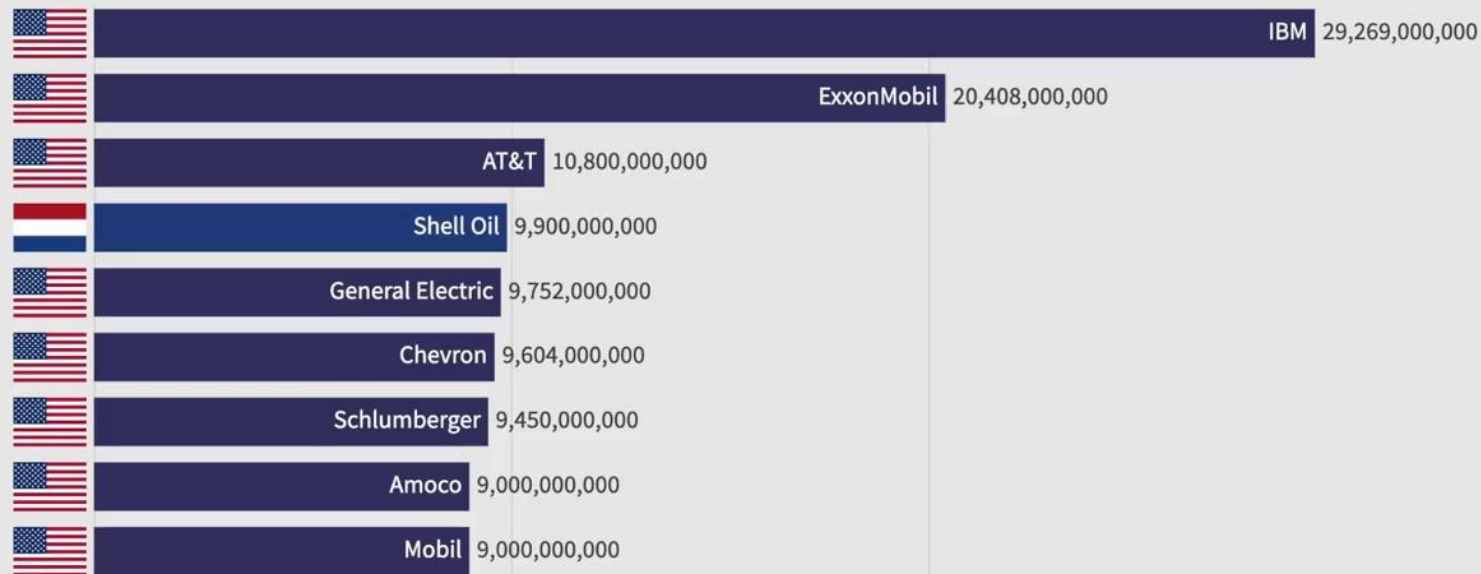 IBM 29,269,000,000
ExxonMobil 20,408,000,000
AT&T 10,800,000,000
Shell Oil 9,900,000,000
General Electric 9,752,000,000
Chevron 9,604,000,000
Schlumberger 9,450,000,000
Amoco 9,000,000,000
Mobil 9,000,000,000